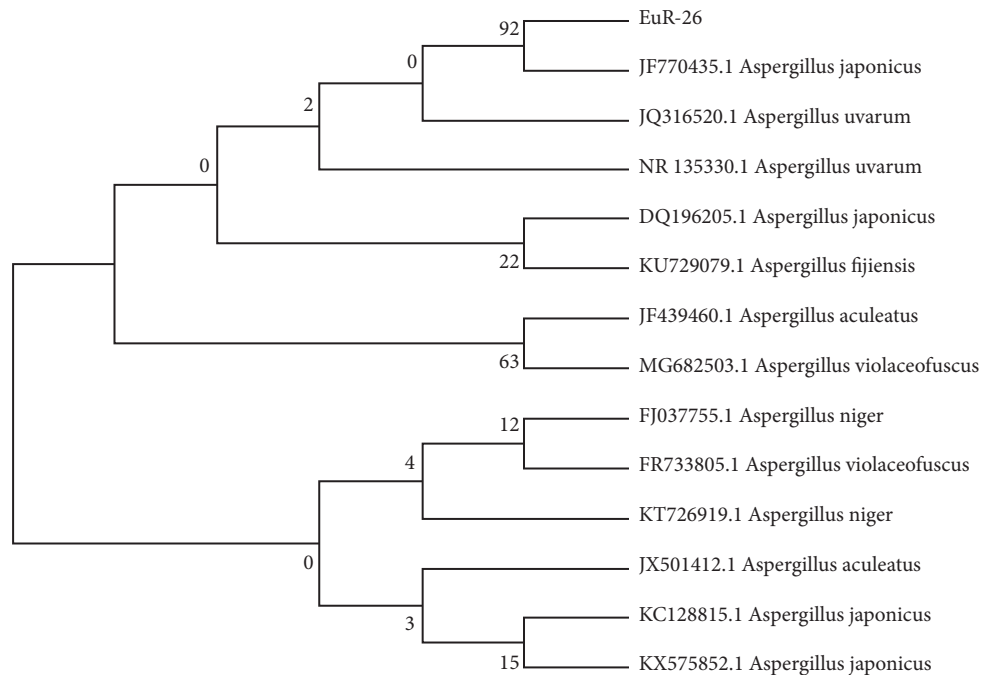 92
EuR-26
JF770435.1 Aspergillus japonicus
0
JQ316520.1 Aspergillus uvarum
2
NR 135330.1 Aspergillus uvarum
0
DQ196205.1 Aspergillus japonicus
22
KU729079.1 Aspergillus fijiensis
JF439460.1 Aspergillus aculeatus
63
MG682503.1 Aspergillus violaceofuscus
12
FJ037755.1 Aspergillus niger
4
FR733805.1 Aspergillus violaceofuscus
KT726919.1 Aspergillus niger
0
JX501412.1 Aspergillus aculeatus
3
KC128815.1 Aspergillus japonicus
15
KX575852.1 Aspergillus japonicus